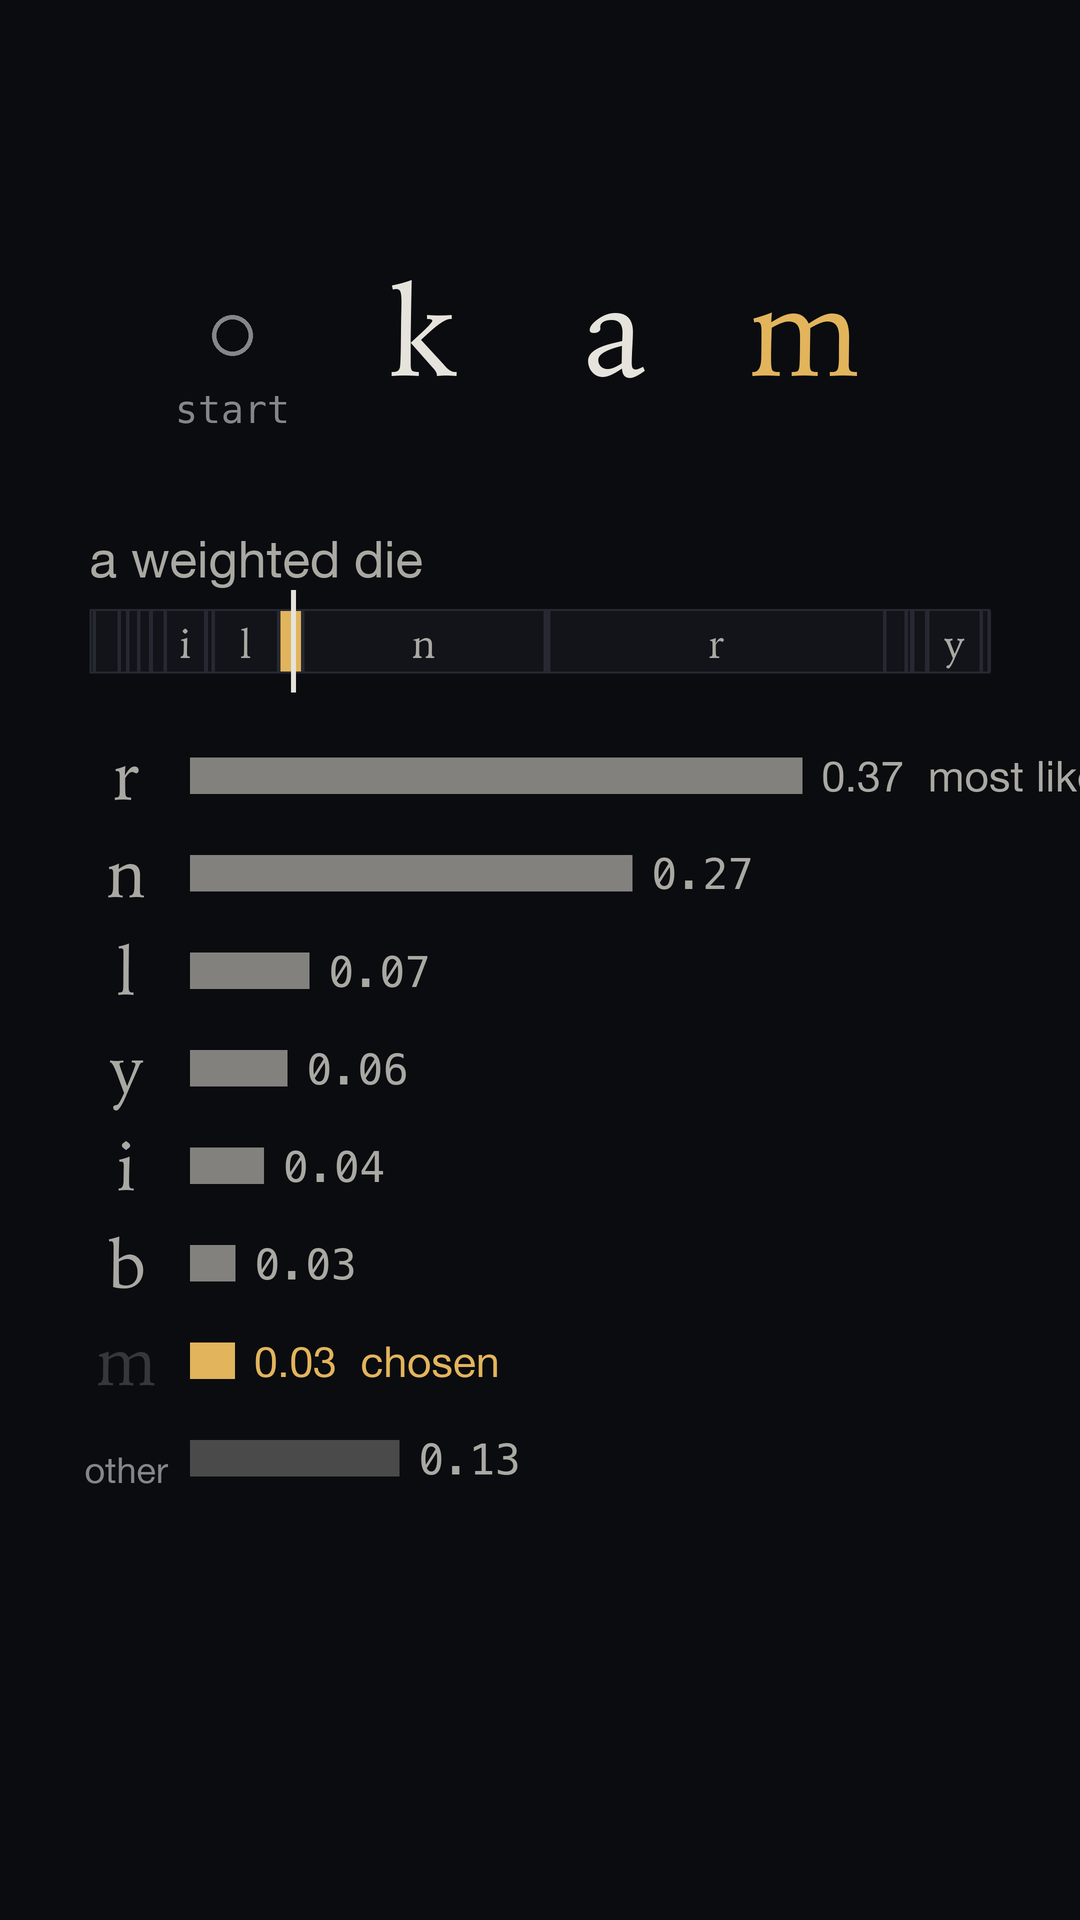 k a m
start
a weighted die
i l n r y
r 0.37 most lik
n 0.27
l 0.07
y 0.06
i 0.04
b 0.03
m 0.03 chosen
other 0.13